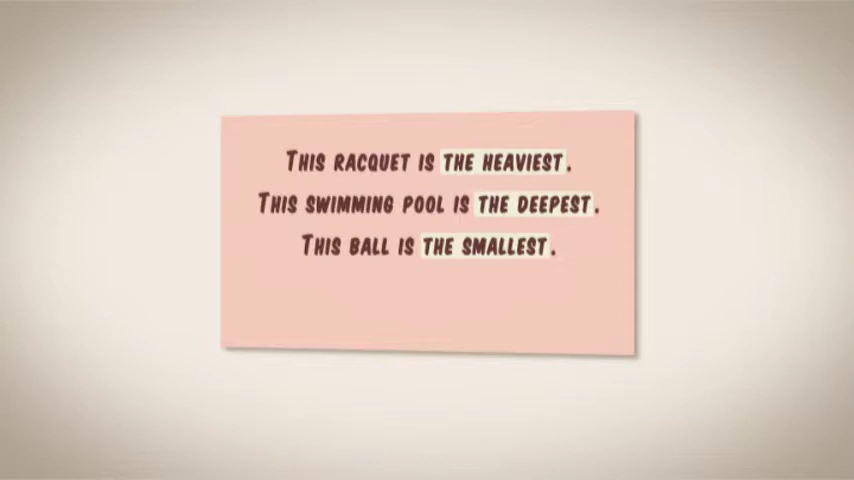 THIS RACQUET IS THE HEAVIEST.
THIS SWIMMING POOL IS THE DEEPEST.
THIS BALL IS THE SMALLEST.